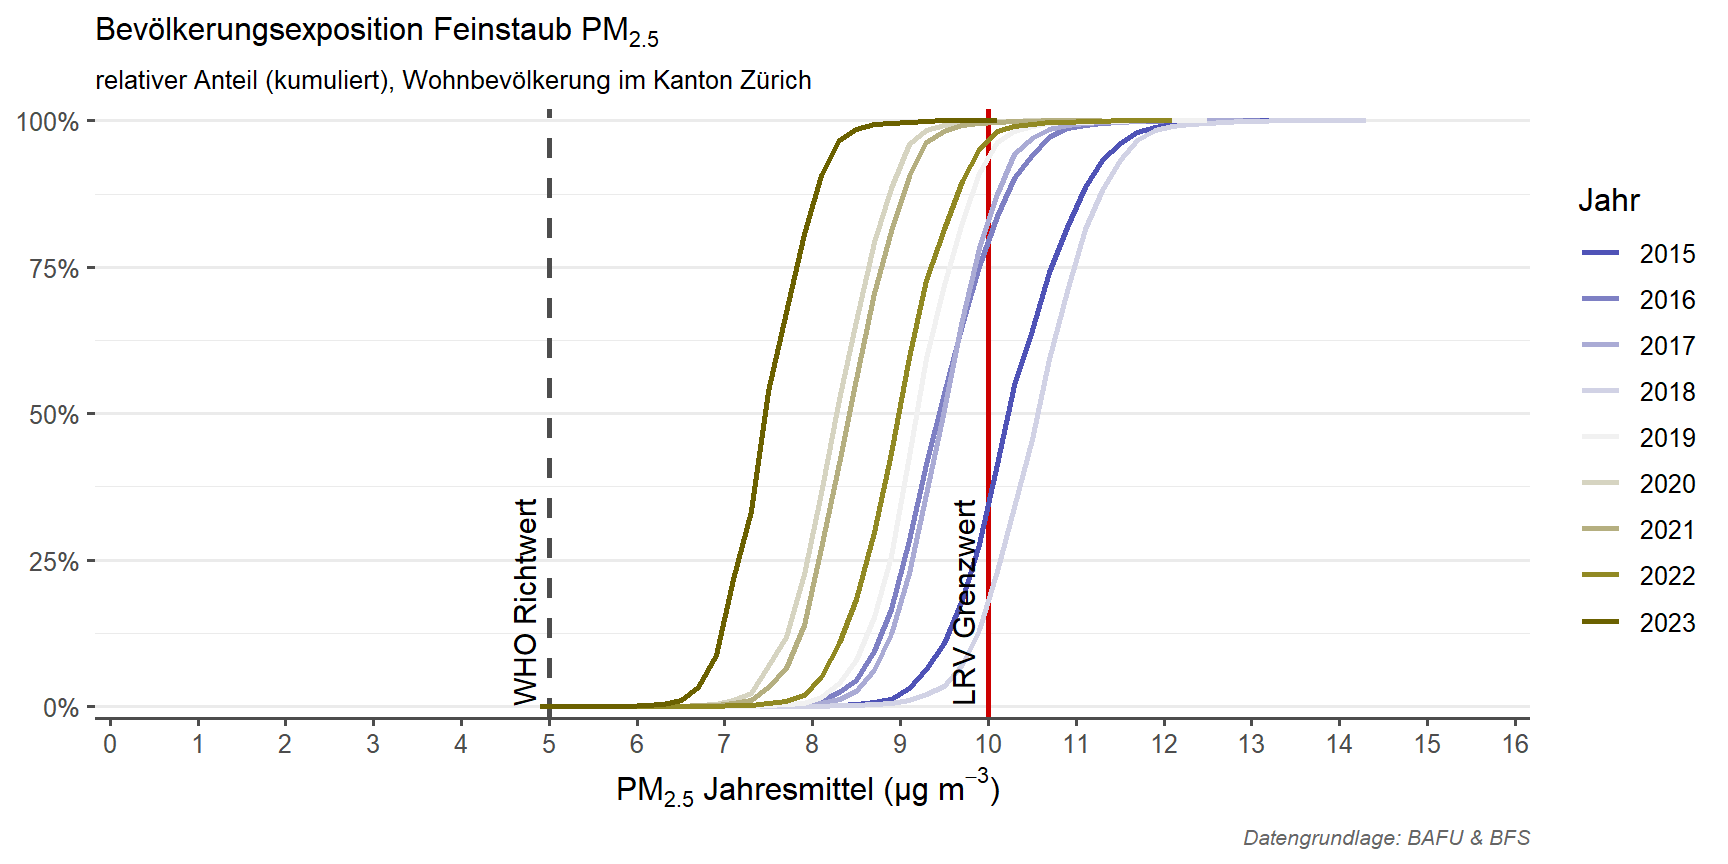 Bevölkerungsexposition Feinstaub PM2.5
relativer Anteil (kumuliert), Wohnbevölkerung im Kanton Zürich
100%
75%
50%
25%
0%
WHO Richtwert
LRV Grenzwert
0 1 2 3 4 5 6 7 8 9 10 11 12 13 14 15 16
PM2.5 Jahresmittel (µg m−3)
Jahr
2015
2016
2017
2018
2019
2020
2021
2022
2023
Datengrundlage: BAFU & BFS